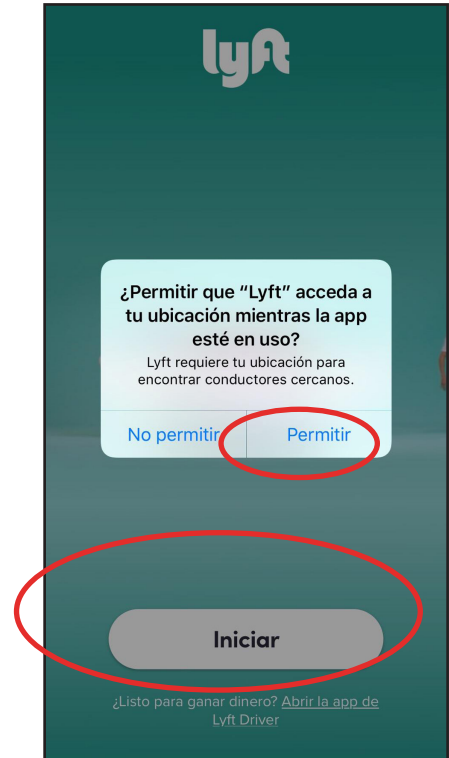 lyft
¿Permitir que “Lyft” acceda a
tu ubicación mientras la app
esté en uso?
Lyft requiere tu ubicación para
encontrar conductores cercanos.
No permitir
Permitir
Iniciar
¿Listo para ganar dinero? Abrir la app de
Lyft Driver